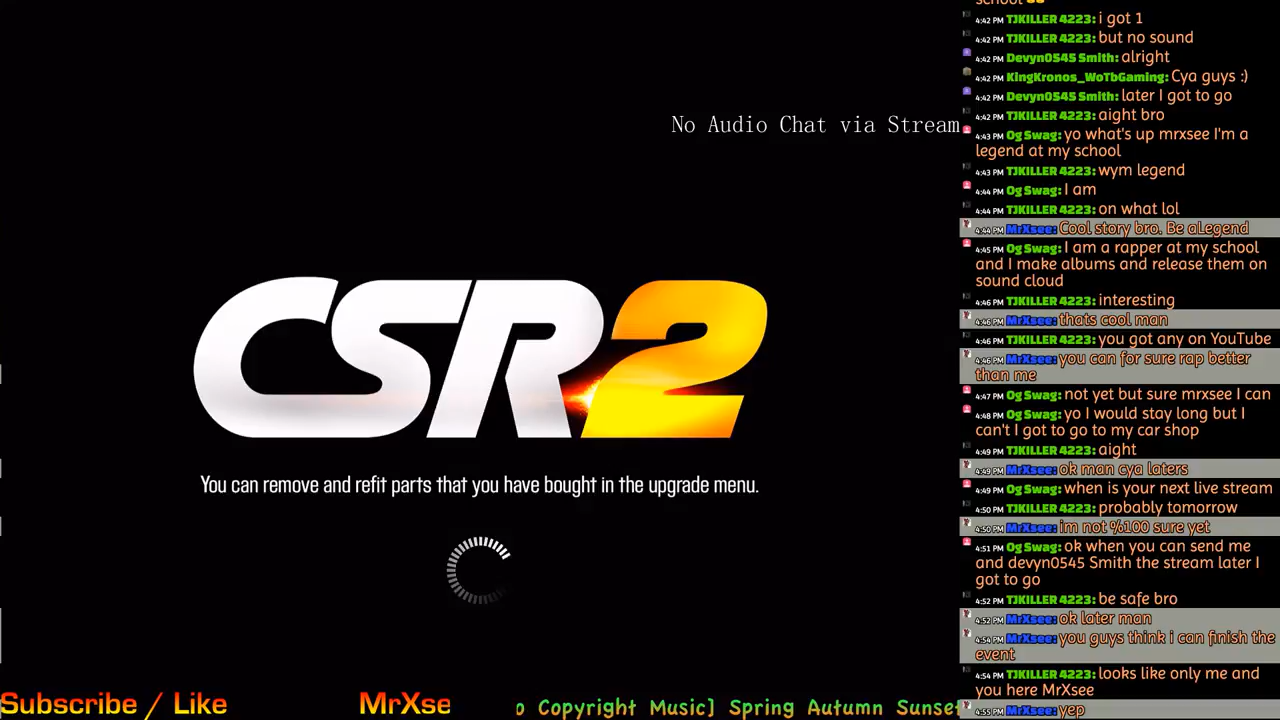 No Audio Chat via Stream
CSR2
You can remove and refit parts that you have bought in the upgrade menu.
4:42 PM TJKILLER 4223: i got 1
4:42 PM TJKILLER 4223: but no sound
4:42 PM Devyn0545 Smith: alright
4:42 PM KingKronos_WoTbGaming: Cya guys :)
4:42 PM Devyn0545 Smith: later I got to go
4:42 PM TJKILLER 4223: aight bro
4:43 PM Og Swag: yo what's up mrxsee I'm a
legend at my school
4:43 PM TJKILLER 4223: wym legend
4:44 PM Og Swag: I am
4:44 PM TJKILLER 4223: on what lol
4:44 PM MrXsee: Cool story bro. Be aLegend
4:45 PM Og Swag: I am a rapper at my school
and I make albums and release them on
sound cloud
4:46 PM TJKILLER 4223: interesting
4:46 PM MrXsee: thats cool man
4:46 PM TJKILLER 4223: you got any on YouTube
4:46 PM MrXsee: you can for sure rap better
than me
4:47 PM Og Swag: not yet but sure mrxsee I can
4:48 PM Og Swag: yo I would stay long but I
can't I got to go to my car shop
4:49 PM TJKILLER 4223: aight
4:49 PM MrXsee: ok man cya laters
4:49 PM Og Swag: when is your next live stream
4:50 PM TJKILLER 4223: probably tomorrow
4:50 PM MrXsee: im not %100 sure yet
4:51 PM Og Swag: ok when you can send me
and devyn0545 Smith the stream later I
got to go
4:52 PM TJKILLER 4223: be safe bro
4:52 PM MrXsee: ok later man
4:54 PM MrXsee: you guys think i can finish the
event
4:54 PM TJKILLER 4223: looks like only me and
you here MrXsee
4:55 PM MrXsee: yep
Subscribe / Like MrXse o Copyright Music] Spring Autumn Sunset